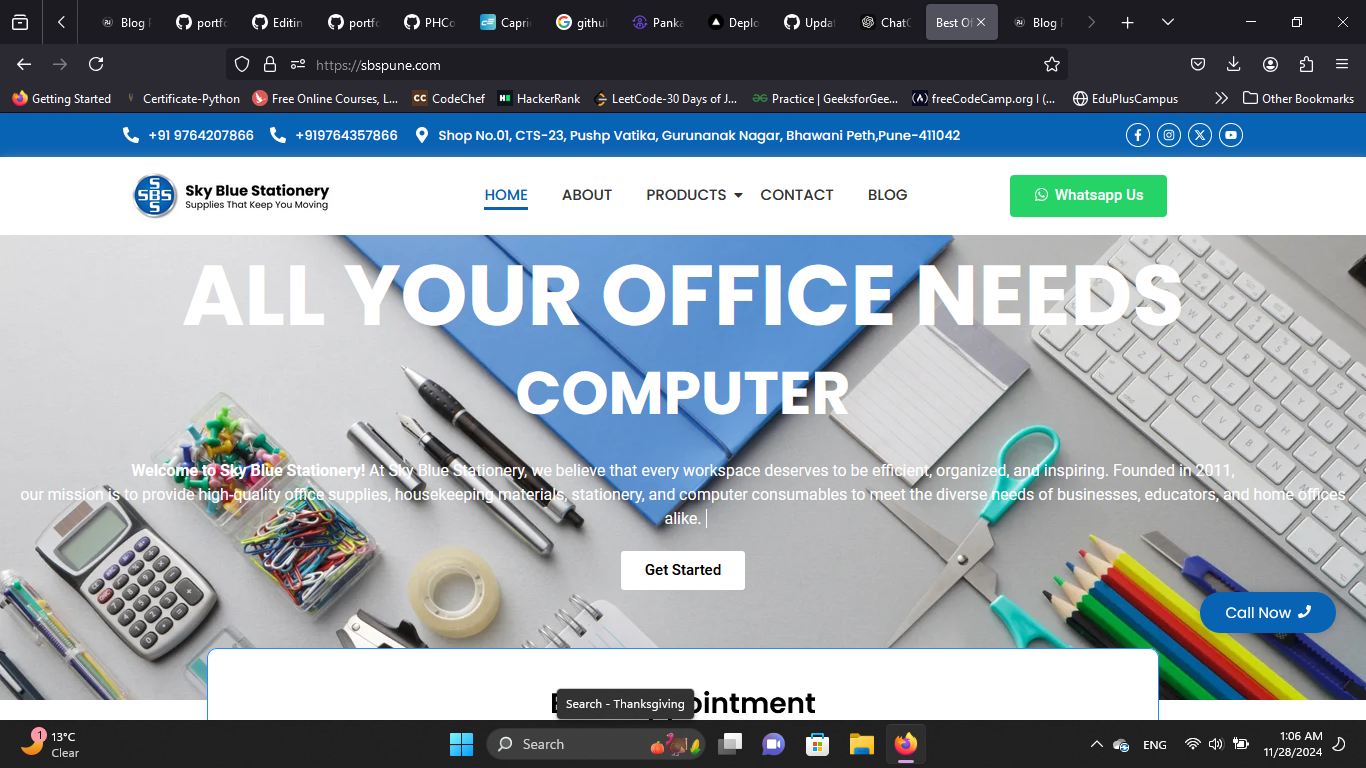 Blog
portfo
Editin
portfo
PHCo
Capri
githu
Panka
Deplo
Updat
ChatG
Best Of
Blog
https://sbspune.com
Getting Started
Certificate-Python
Free Online Courses, L...
CC CodeChef
HackerRank
LeetCode-30 Days of J...
Practice | GeeksforGee...
freeCodeCamp.org I (...
EduPlusCampus
Other Bookmarks
+91 9764207866
+919764357866
Shop No.01, CTS-23, Pushp Vatika, Gurunanak Nagar, Bhawani Peth,Pune-411042
S
SBS
S
Sky Blue Stationery
Supplies That Keep You Moving
HOME
ABOUT
PRODUCTS
CONTACT
BLOG
Whatsapp Us
ALL YOUR OFFICE NEEDS
COMPUTER
Welcome to Sky Blue Stationery! At Sky Blue Stationery, we believe that every workspace deserves to be efficient, organized, and inspiring. Founded in 2011,
our mission is to provide high-quality office supplies, housekeeping materials, stationery, and computer consumables to meet the diverse needs of businesses, educators, and home offices
alike.
Get Started
Call Now
Search - Thanksgiving
1
13°C
Clear
Search
ENG
1:06 AM
11/28/2024